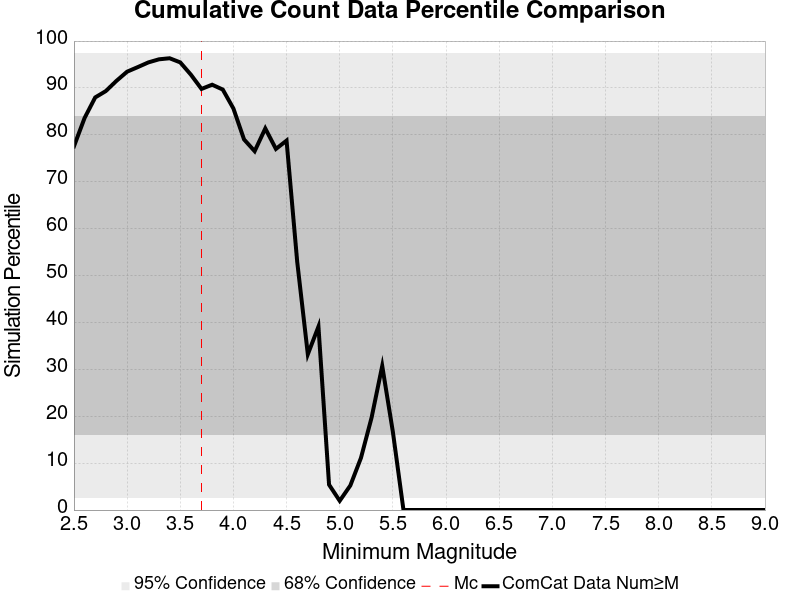 Cumulative Count Data Percentile Comparison
100
90
80
70
60
50
40
30
20
10
0
Simulation Percentile
2.5 3.0 3.5 4.0 4.5 5.0 5.5 6.0 6.5 7.0 7.5 8.0 8.5 9.0
Minimum Magnitude
95% Confidence 68% Confidence Mc ComCat Data Num≥M